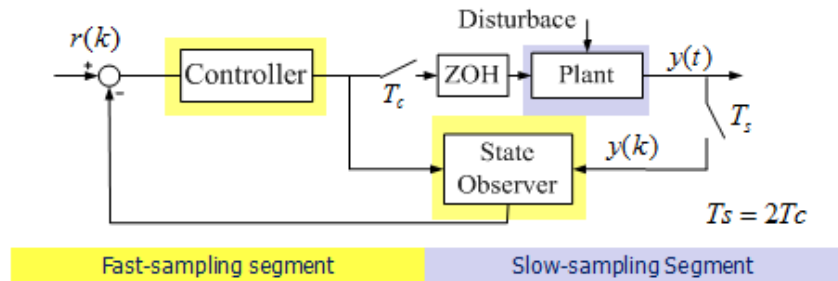 Disturbace
r(k)
+
-
Controller
T_c
ZOH
Plant
y(t)
T_s
State
Observer
y(k)
Ts = 2Tc
Fast-sampling segment
Slow-sampling Segment